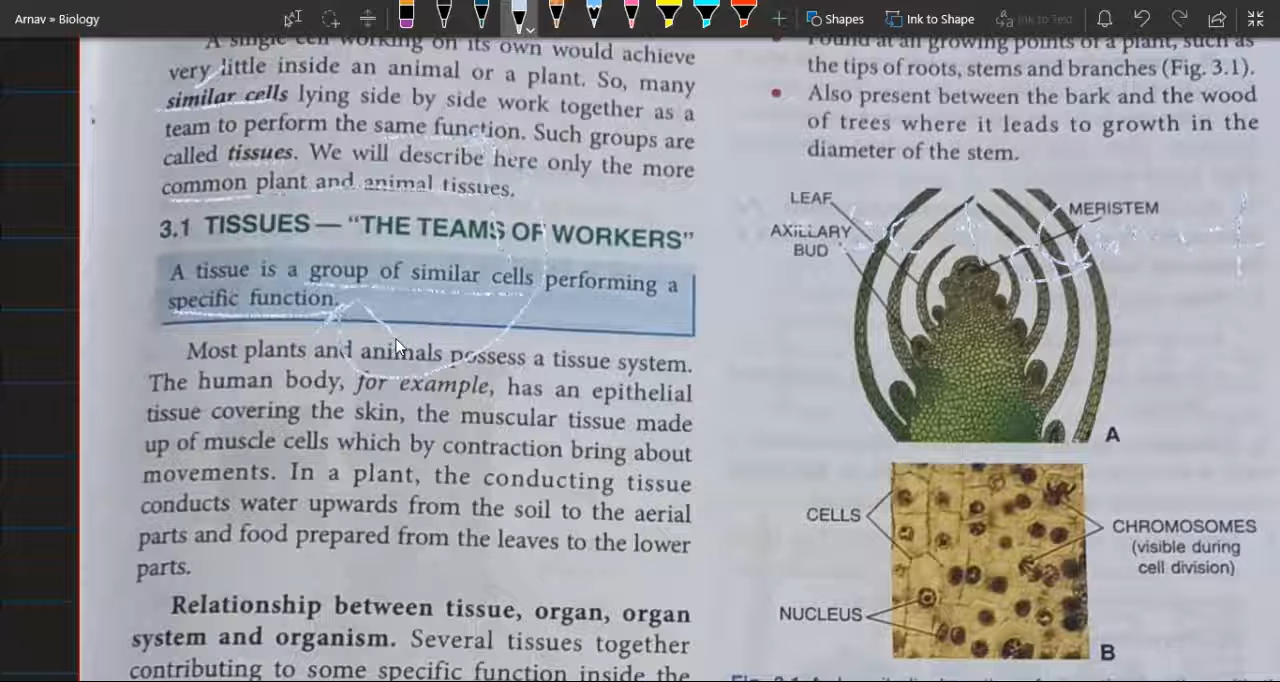 Arnav » Biology
Shapes
Ink to Shape
Ink to Text
A single cell working on its own would achieve
very little inside an animal or a plant. So, many
similar cells lying side by side work together as a
team to perform the same function. Such groups are
called tissues. We will describe here only the more
common plant and animal tissues.
3.1 TISSUES — "THE TEAMS OF WORKERS"
A tissue is a group of similar cells performing a
specific function.
Most plants and animals possess a tissue system.
The human body, for example, has an epithelial
tissue covering the skin, the muscular tissue made
up of muscle cells which by contraction bring about
movements. In a plant, the conducting tissue
conducts water upwards from the soil to the aerial
parts and food prepared from the leaves to the lower
parts.
Relationship between tissue, organ, organ
system and organism. Several tissues together
contributing to some specific function inside the
• Found at all growing points of a plant, such as
the tips of roots, stems and branches (Fig. 3.1).
• Also present between the bark and the wood
of trees where it leads to growth in the
diameter of the stem.
LEAF
MERISTEM
AXILLARY
BUD
A
CELLS
CHROMOSOMES
(visible during
cell division)
NUCLEUS
B